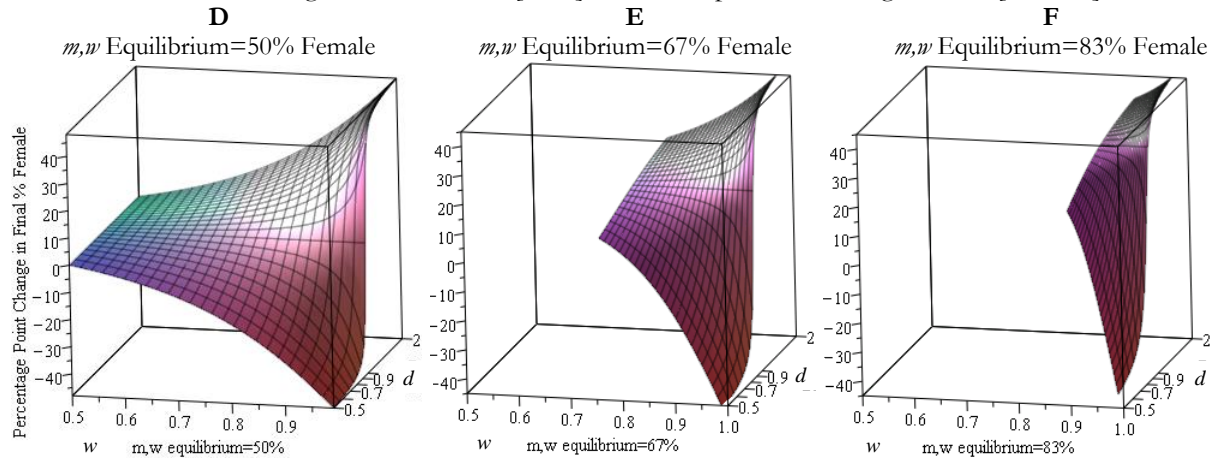 D
E
F
m,w Equilibrium=50% Female
m,w Equilibrium=67% Female
m,w Equilibrium=83% Female
Percentage Point Change in Final % Female
40
30
20
10
0
−10
−20
−30
−40
0.5 0.6 0.7 0.8 0.9
0.5
0.7
0.9
2
d
w
m,w equilibrium=50%
40
30
20
10
0
−10
−20
−30
−40
0.5 0.6 0.7 0.8 0.9 1.0
0.5
0.7
0.9
2
d
w
m,w equilibrium=67%
40
30
20
10
0
−10
−20
−30
−40
0.5 0.6 0.7 0.8 0.9 1.0
0.5
0.7
0.9
2
d
w
m,w equilibrium=83%